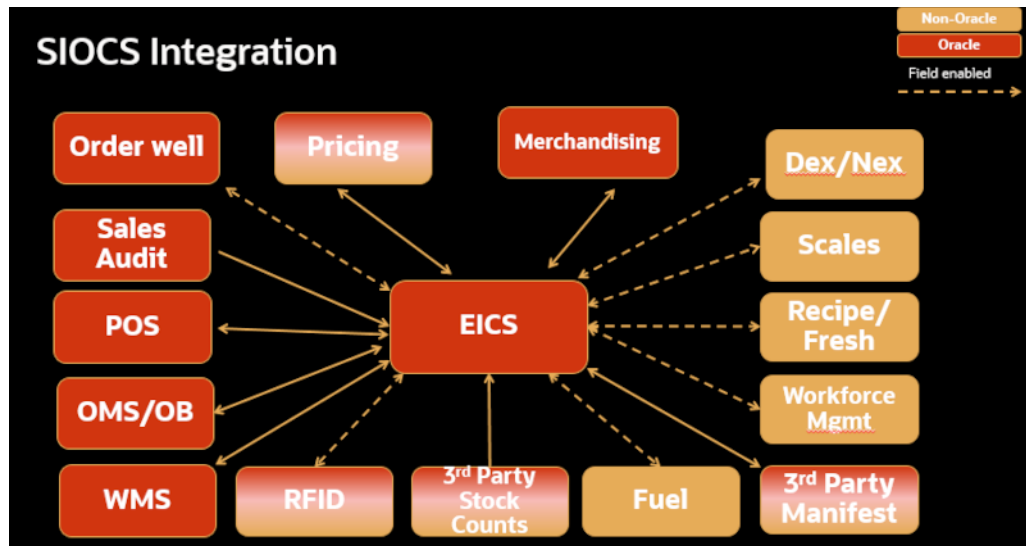 Non-Oracle
Oracle
Field enabled
SIOCS Integration
Order well
Pricing
Merchandising
Dex/Nex
Sales
Audit
Scales
POS
EICS
Recipe/
Fresh
OMS/OB
Workforce
Mgmt
WMS
RFID
3rd Party
Stock
Counts
Fuel
3rd Party
Manifest